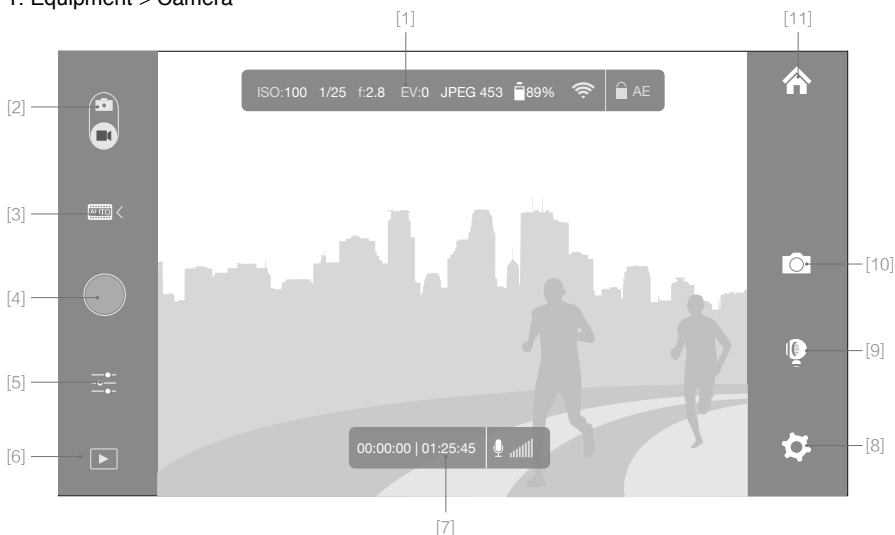 1. Equipment > Camera
[1]
[11]
ISO:100 1/25 f:2.8 EV:0 JPEG 453 89% AE
[2]
AUTO
[3]
[10]
[4]
[9]
[5]
00:00:00 | 01:25:45
[8]
[6]
[7]